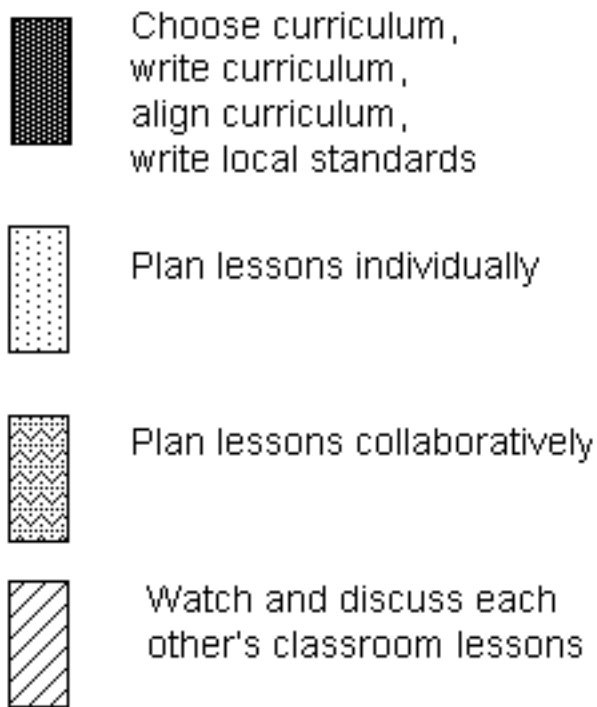 Choose curriculum,
write curriculum,
align curriculum,
write local standards
Plan lessons individually
Plan lessons collaboratively
Watch and discuss each
other's classroom lessons